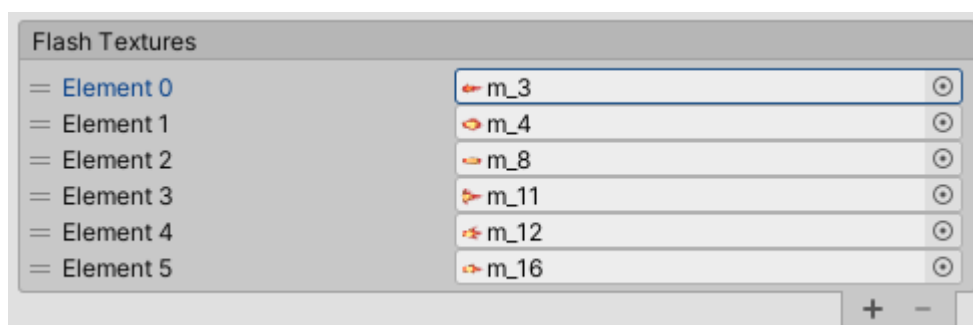 Flash Textures
Element 0 m_3
Element 1 m_4
Element 2 m_8
Element 3 m_11
Element 4 m_12
Element 5 m_16
+ −